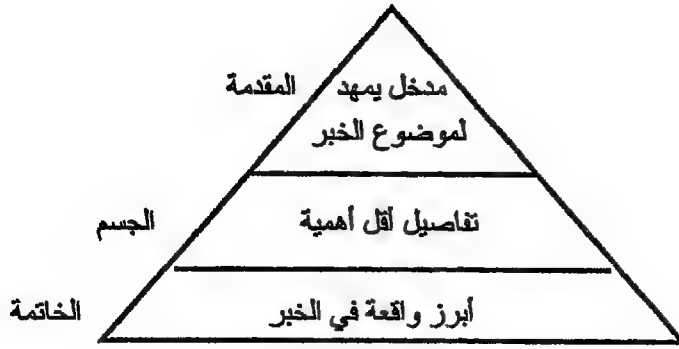 المقدمة
مدخل يمهد
لموضوع الخبر
الجسم
تفاصيل أقل أهمية
الخاتمة
أبرز واقعة في الخبر